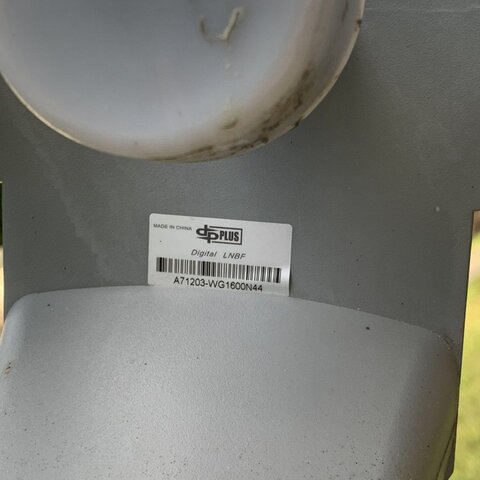 MADE IN CHINA dp PLUS
Digital LNBF
A71203-WG1600N44